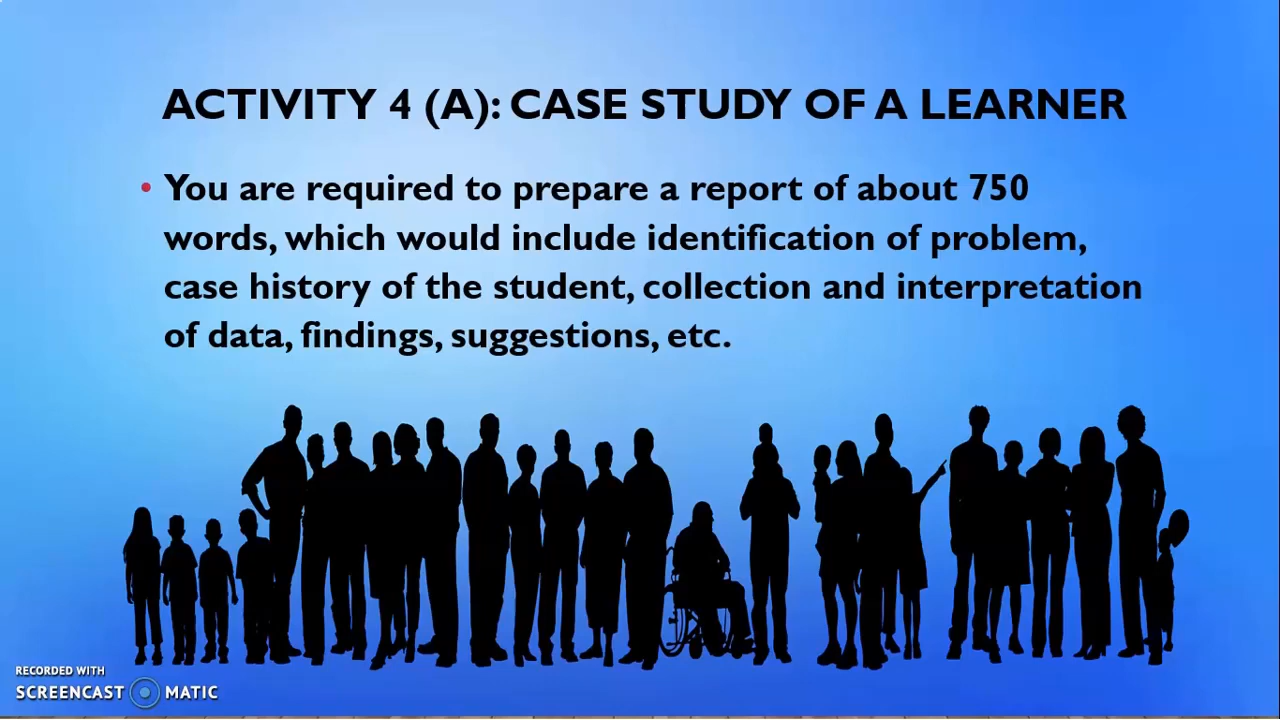 ACTIVITY 4 (A): CASE STUDY OF A LEARNER
• You are required to prepare a report of about 750
words, which would include identification of problem,
case history of the student, collection and interpretation
of data, findings, suggestions, etc.
RECORDED WITH
SCREENCAST MATIC